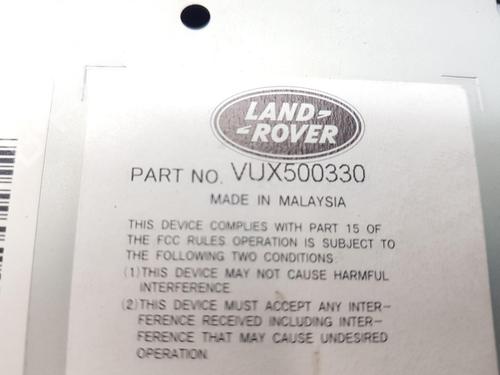 LAND-
-ROVER
PART NO. VUX500330
MADE IN MALAYSIA
THIS DEVICE COMPLIES WITH PART 15 OF
THE FCC RULES OPERATION IS SUBJECT TO
THE FOLLOWING TWO CONDITIONS
(1) THIS DEVICE MAY NOT CAUSE HARMFUL
INTERFERENCE.
(2) THIS DEVICE MUST ACCEPT ANY INTER-
FERENCE RECEIVED INCLUDING INTER-
FERENCE THAT MAY CAUSE UNDESIRED
OPERATION.